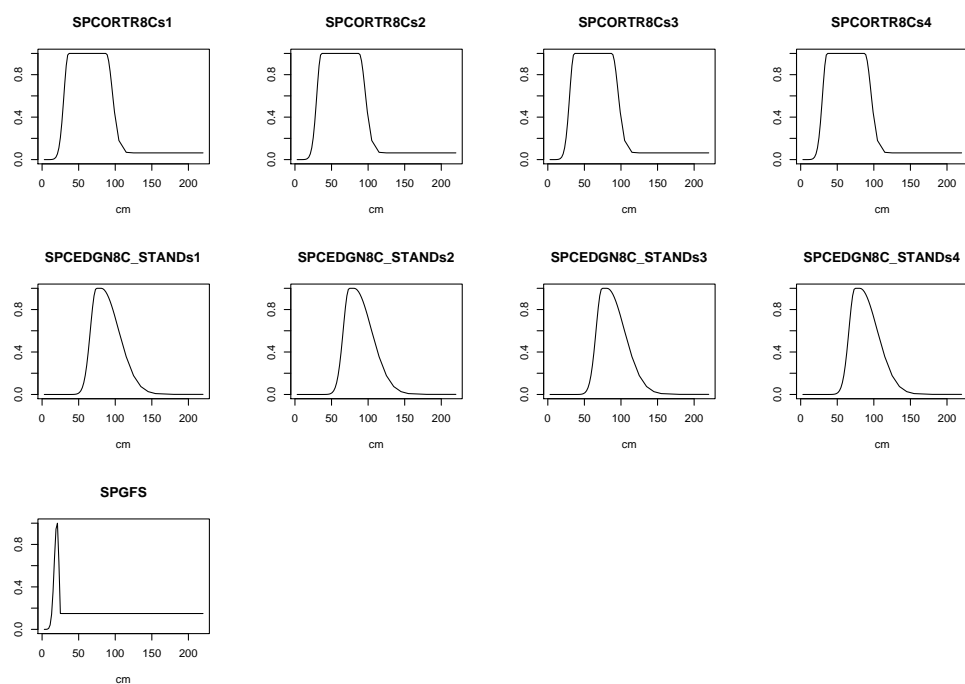 SPCORTR8Cs1 SPCORTR8Cs2 SPCORTR8Cs3 SPCORTR8Cs4
0.8 0.8 0.8 0.8
0.4 0.4 0.4 0.4
0.0 0.0 0.0 0.0
0 50 100 150 200 0 50 100 150 200 0 50 100 150 200 0 50 100 150 200
cm cm cm cm
SPCEDGN8C_STANDs1 SPCEDGN8C_STANDs2 SPCEDGN8C_STANDs3 SPCEDGN8C_STANDs4
0.8 0.8 0.8 0.8
0.4 0.4 0.4 0.4
0.0 0.0 0.0 0.0
0 50 100 150 200 0 50 100 150 200 0 50 100 150 200 0 50 100 150 200
cm cm cm cm
SPGFS
0.8
0.4
0.0
0 50 100 150 200
cm